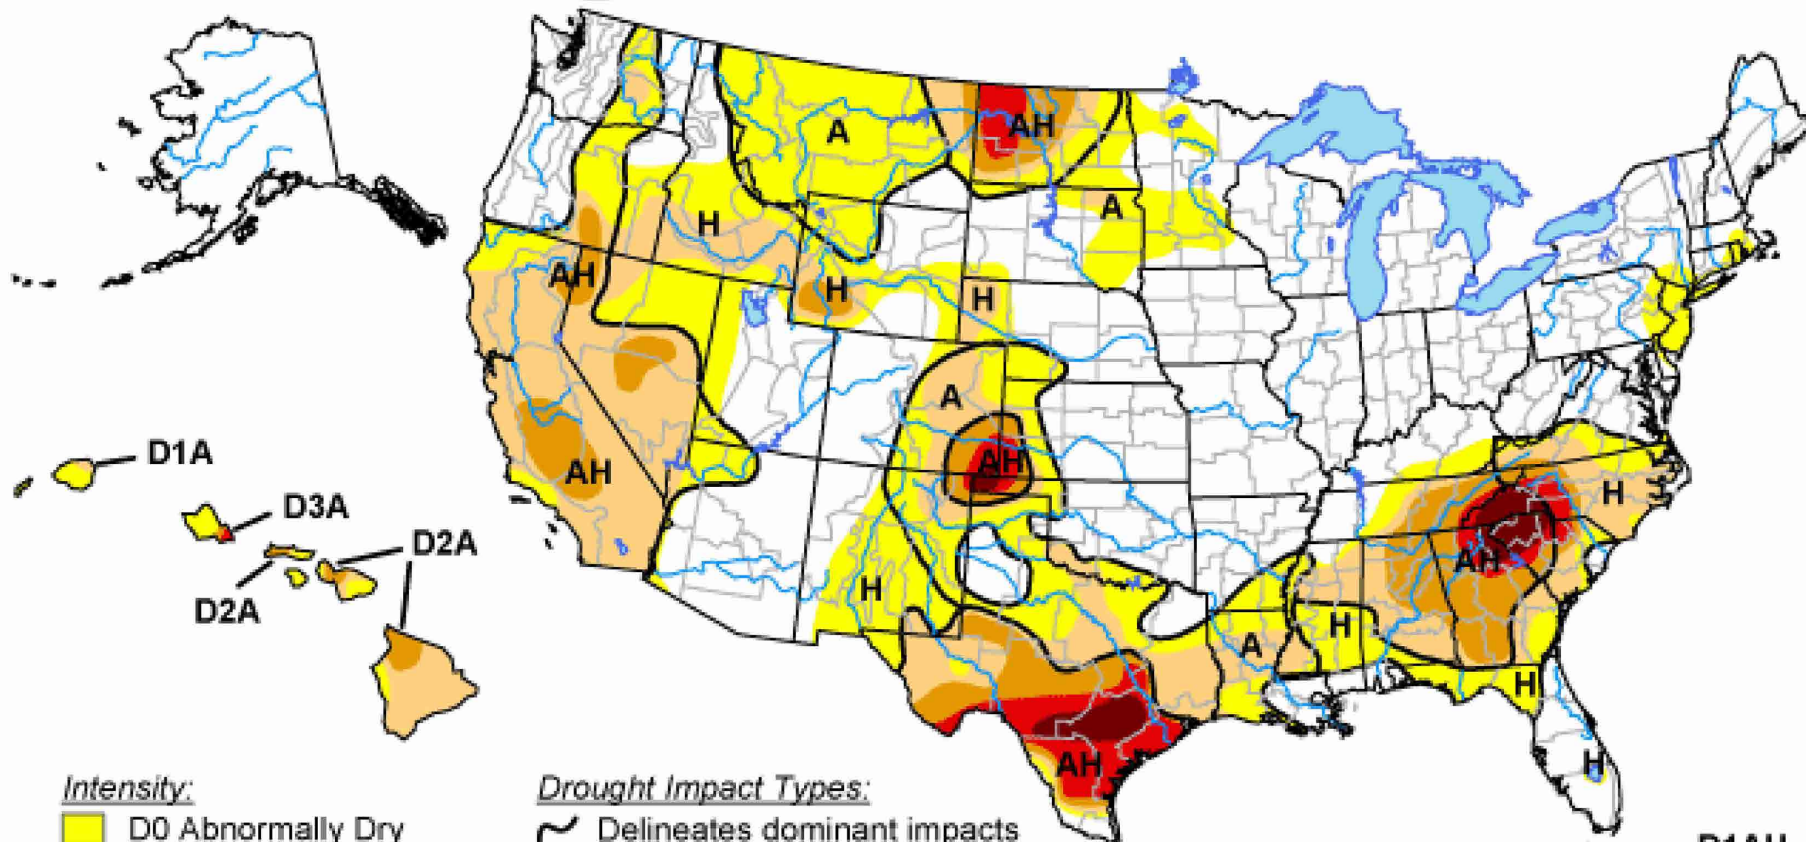 AH
A
A
H
AH
H
H
A
D1A
AH
AH
H
D3A
D2A
AH
H
D2A
H
A
H
H
AH
Intensity:
Drought Impact Types:
D0 Abnormally Dry
Delineates dominant impacts